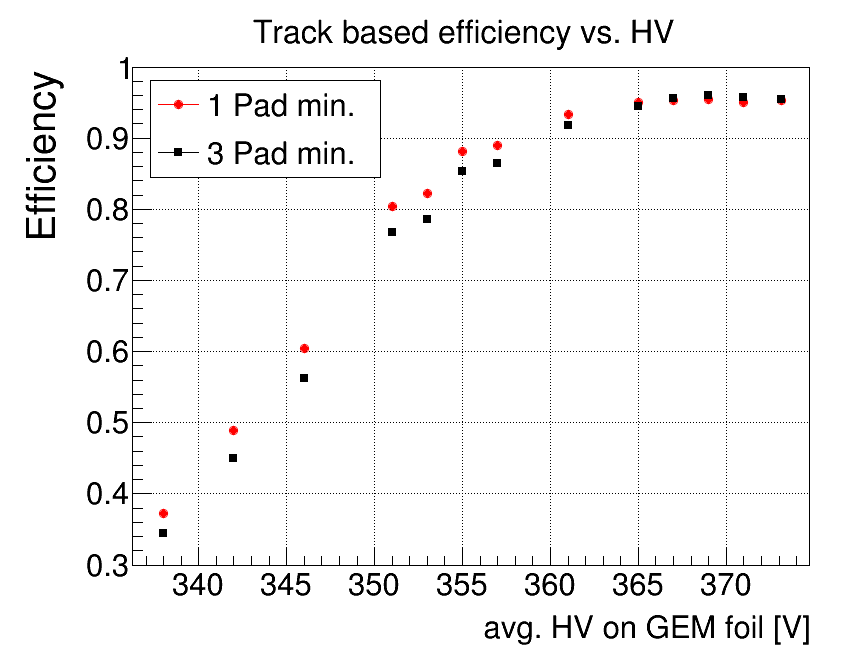 Track based efficiency vs. HV
Efficiency
1
0.9
0.8
0.7
0.6
0.5
0.4
0.3
1 Pad min.
3 Pad min.
340 345 350 355 360 365 370
avg. HV on GEM foil [V]